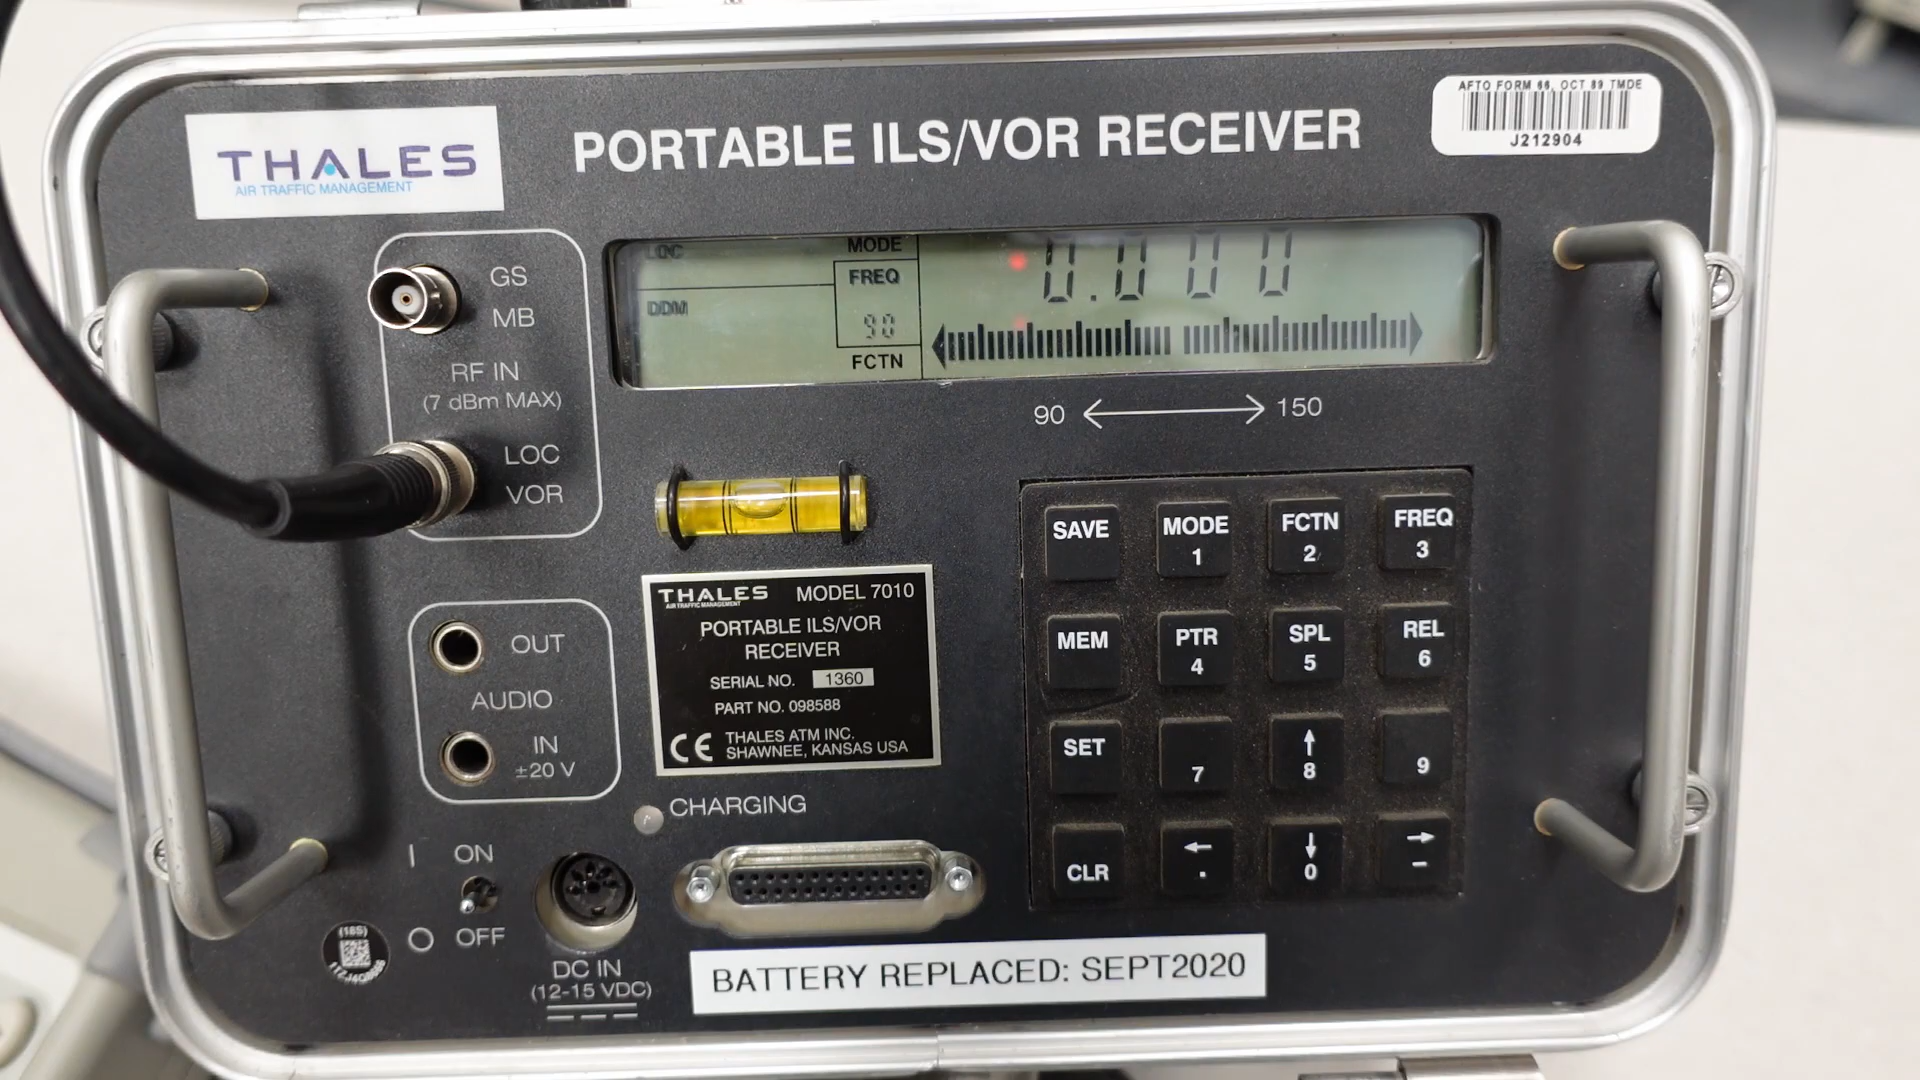 THALES
AIR TRAFFIC MANAGEMENT
PORTABLE ILS/VOR RECEIVER
AFTO FORM 66, OCT 89 TMDE
J212904
GS
MB
RF IN
(7 dBm MAX)
LOC
VOR
LOC
DDM
MODE
FREQ
90
FCTN
0.000
90
150
THALES
AIR TRAFFIC MANAGEMENT
MODEL 7010
PORTABLE ILS/VOR
RECEIVER
SERIAL NO. 1360
PART NO. 098588
CE
THALES ATM INC.
SHAWNEE, KANSAS USA
OUT
AUDIO
IN
±20 V
CHARGING
I ON
O OFF
(18S)
DC IN
(12-15 VDC)
SAVE
MODE
1
FCTN
2
FREQ
3
MEM
PTR
4
SPL
5
REL
6
SET
7
↑
8
9
CLR
←
.
↓
0
→
–
BATTERY REPLACED: SEPT2020